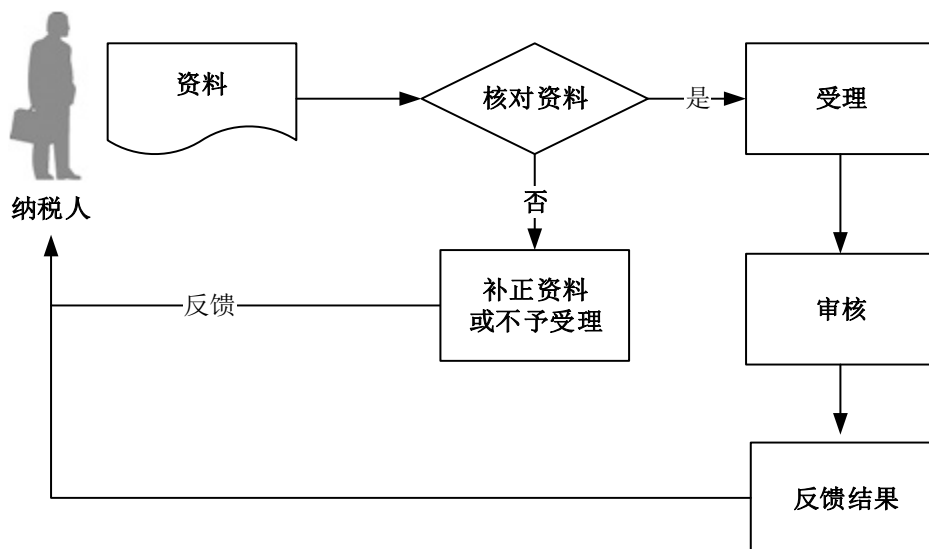 资料
核对资料
是
受理
纳税人
否
补正资料
或不予受理
反馈
审核
反馈结果